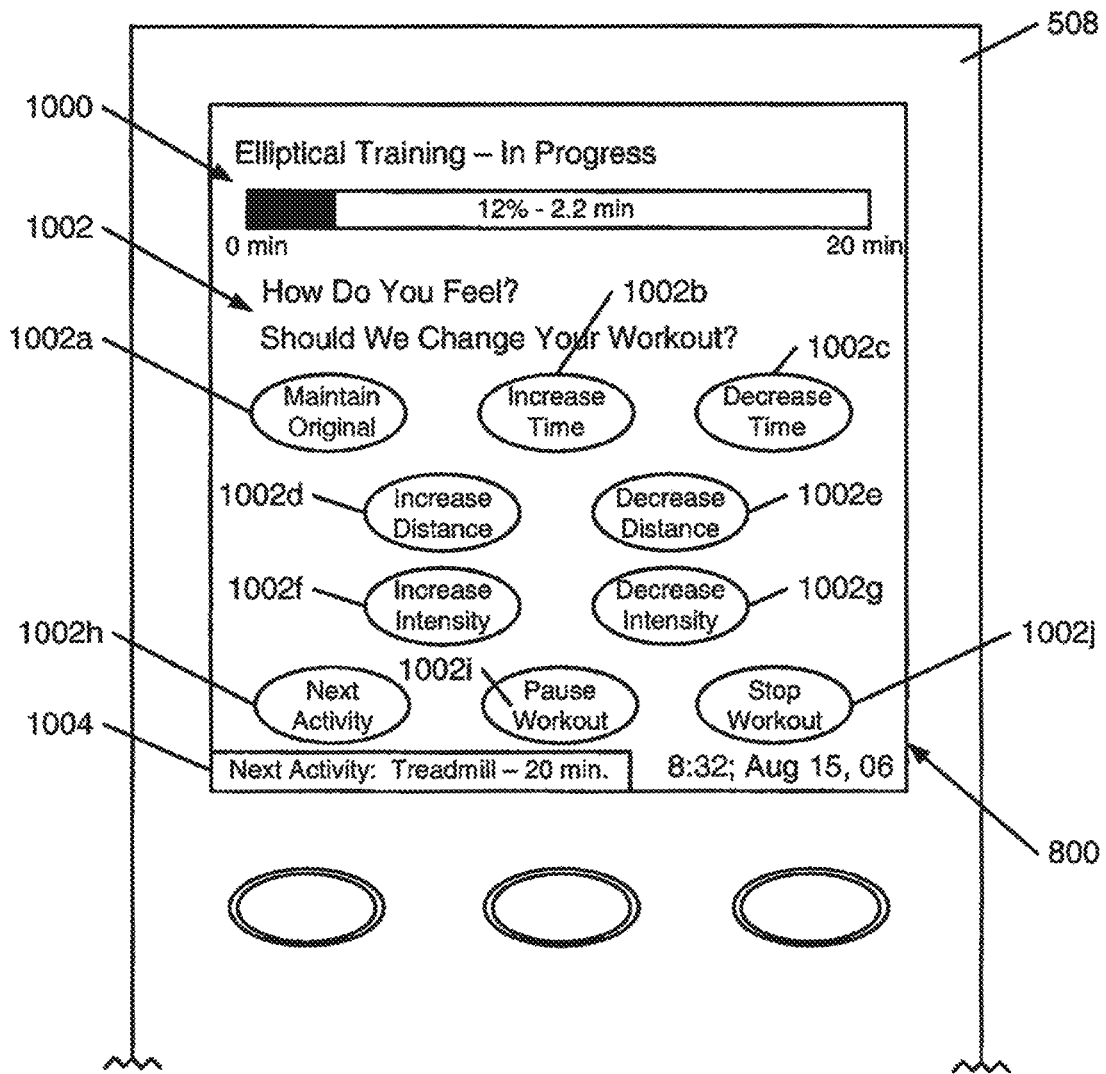 508
1000
Elliptical Training – In Progress
12% - 2.2 min
0 min
20 min
1002
How Do You Feel?
1002b
Should We Change Your Workout?
1002a
1002c
Maintain
Original
Increase
Time
Decrease
Time
1002d
Increase
Distance
Decrease
Distance
1002e
1002f
Increase
Intensity
Decrease
Intensity
1002g
1002h
1002i
1002j
Next
Activity
Pause
Workout
Stop
Workout
1004
Next Activity: Treadmill – 20 min.
8:32; Aug 15, 06
800